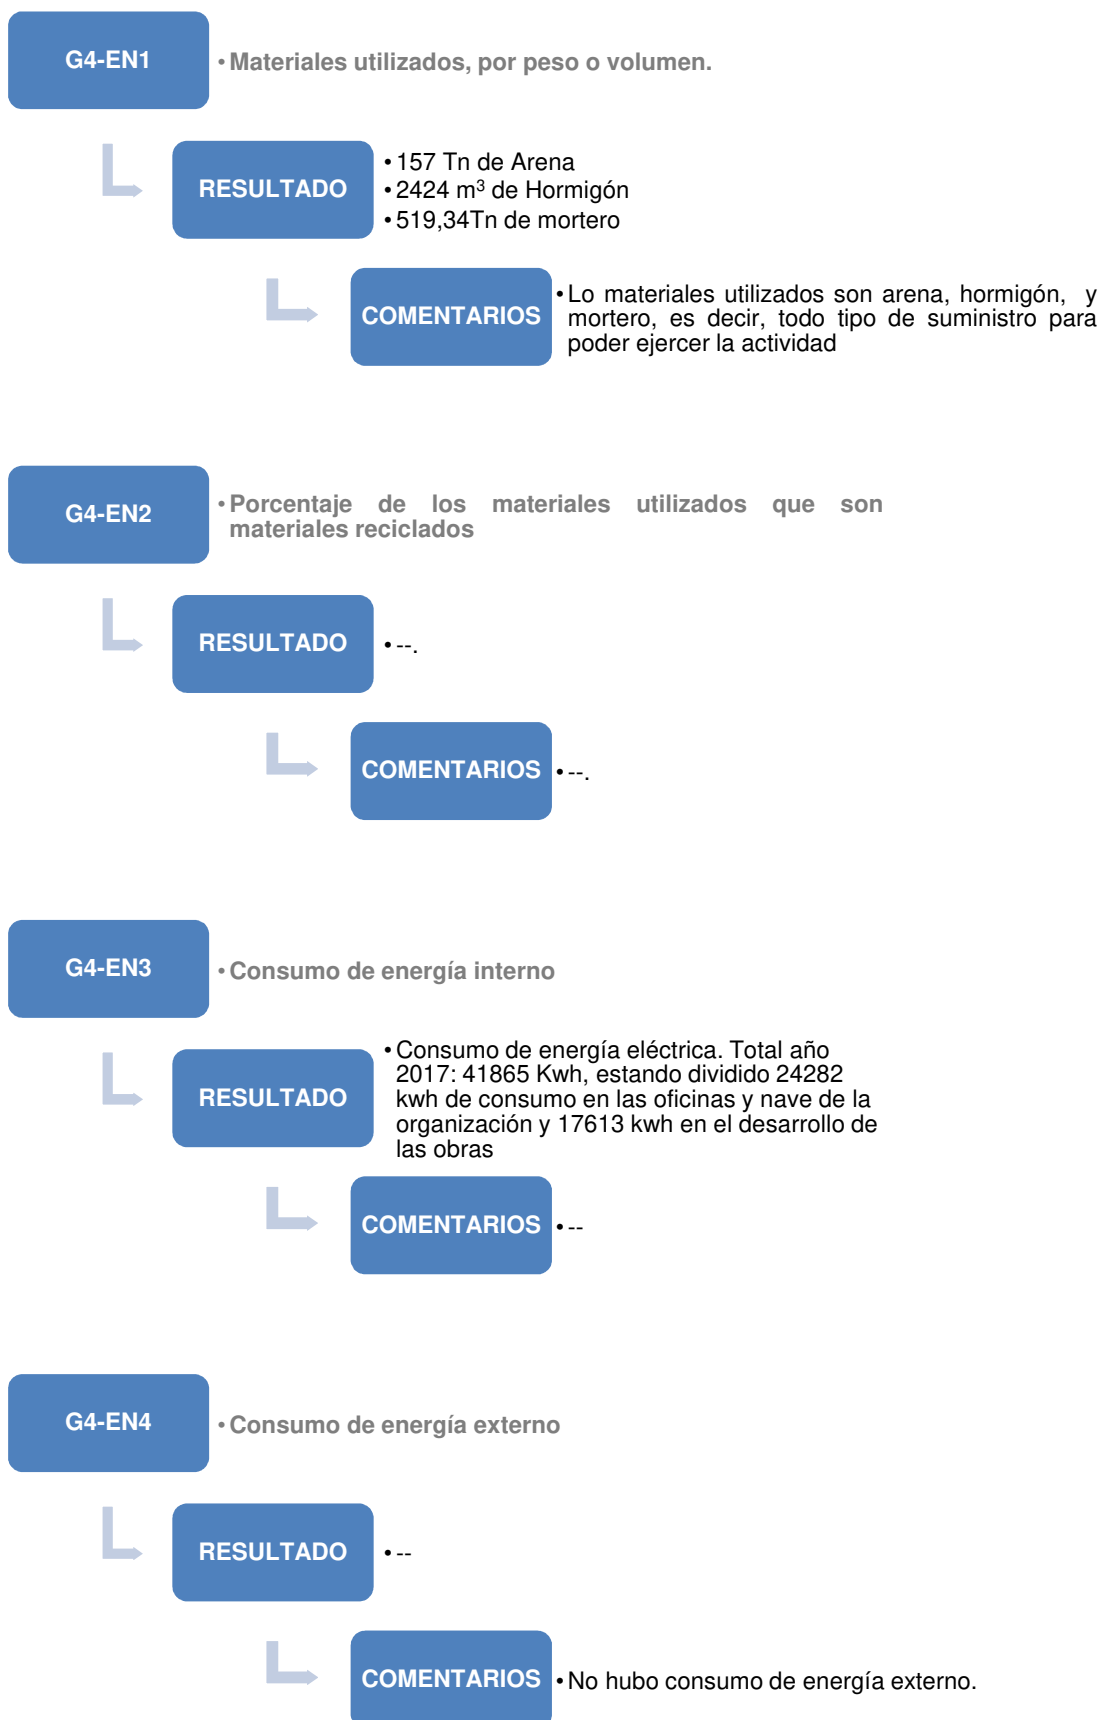 G4-EN1
• Materiales utilizados, por peso o volumen.
RESULTADO
• 157 Tn de Arena
• 2424 m³ de Hormigón
• 519,34Tn de mortero
COMENTARIOS
• Lo materiales utilizados son arena, hormigón, y
mortero, es decir, todo tipo de suministro para
poder ejercer la actividad
G4-EN2
• Porcentaje de los materiales utilizados que son
materiales reciclados
RESULTADO
• --.
COMENTARIOS
• --.
G4-EN3
• Consumo de energía interno
RESULTADO
• Consumo de energía eléctrica. Total año
2017: 41865 Kwh, estando dividido 24282
kwh de consumo en las oficinas y nave de la
organización y 17613 kwh en el desarrollo de
las obras
COMENTARIOS
• --
G4-EN4
• Consumo de energía externo
RESULTADO
• --
COMENTARIOS
• No hubo consumo de energía externo.